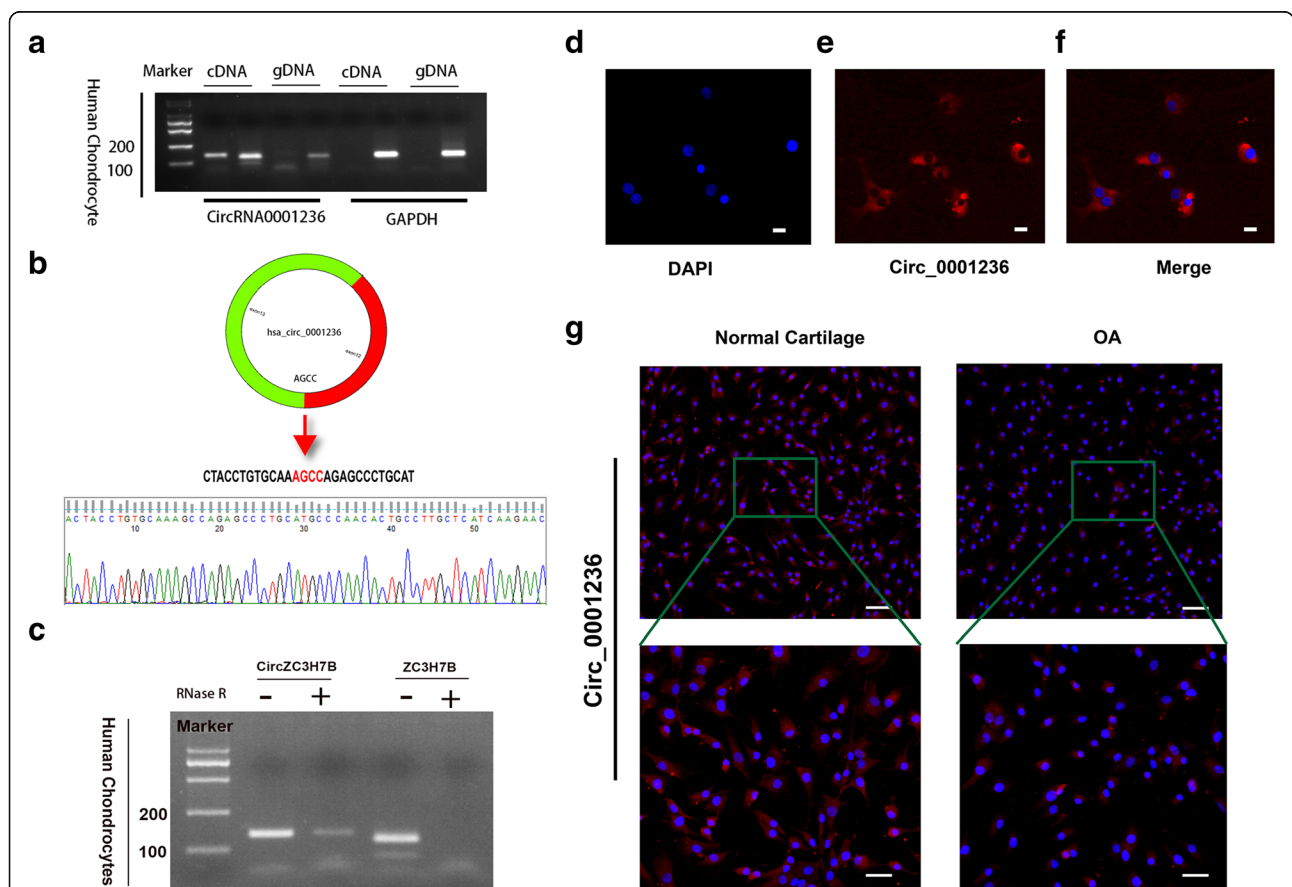 a
Human Chondrocyte
Marker
cDNA
gDNA
cDNA
gDNA
200
100
CircRNA0001236
GAPDH
b
exon13
hsa_circ_0001236
exon12
AGCC
CTACCTGTGCAAAGCCAGAGCCCTGCAT
ACTACCTGTGCAAAGCCAGAGCCCTGCATGCCCAACACTGCCTTGCTCATCAAGAAC
10 20 30 40 50
c
CircZC3H7B
ZC3H7B
RNase R
- + - +
Human Chondrocytes
Marker
200
100
d
DAPI
e
Circ_0001236
f
Merge
g
Normal Cartilage
OA
Circ_0001236